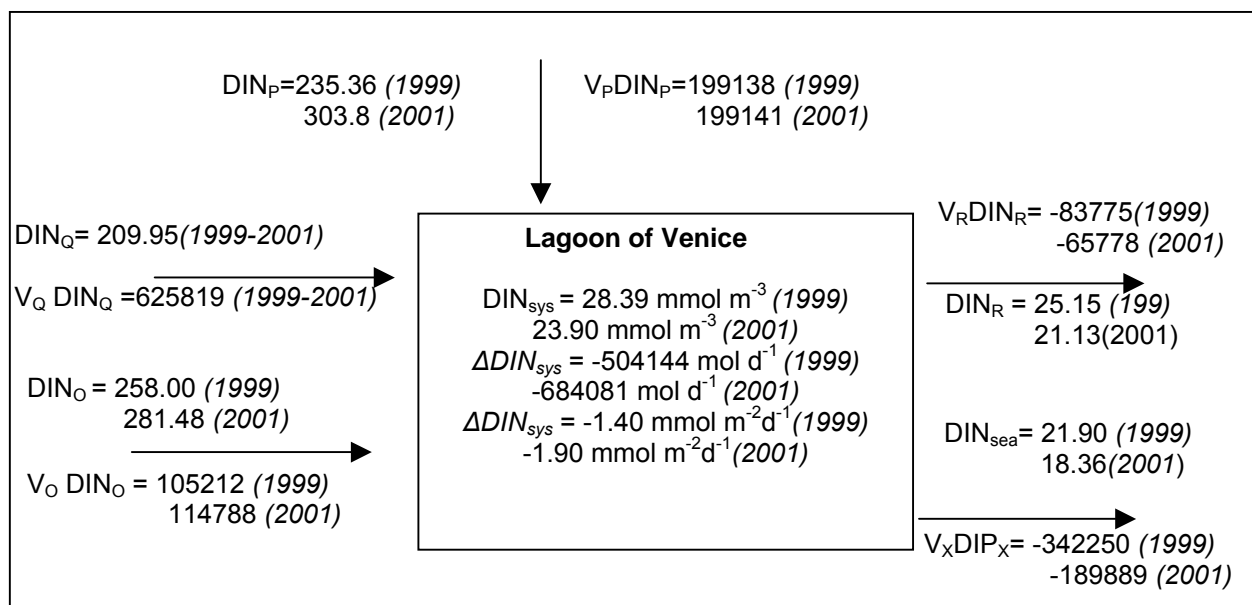 DIN_P=235.36 (1999)
303.8 (2001)
V_PDIN_P=199138 (1999)
199141 (2001)
DIN_Q= 209.95(1999-2001)
V_Q DIN_Q =625819 (1999-2001)
DIN_O = 258.00 (1999)
281.48 (2001)
V_O DIN_O = 105212 (1999)
114788 (2001)
Lagoon of Venice
DIN_sys = 28.39 mmol m^-3 (1999)
23.90 mmol m^-3 (2001)
ΔDIN_sys = -504144 mol d^-1 (1999)
-684081 mol d^-1 (2001)
ΔDIN_sys = -1.40 mmol m^-2d^-1(1999)
-1.90 mmol m^-2d^-1(2001)
V_RDIN_R= -83775(1999)
-65778 (2001)
DIN_R = 25.15 (199)
21.13(2001)
DIN_sea= 21.90 (1999)
18.36(2001)
V_XDIP_X= -342250 (1999)
-189889 (2001)